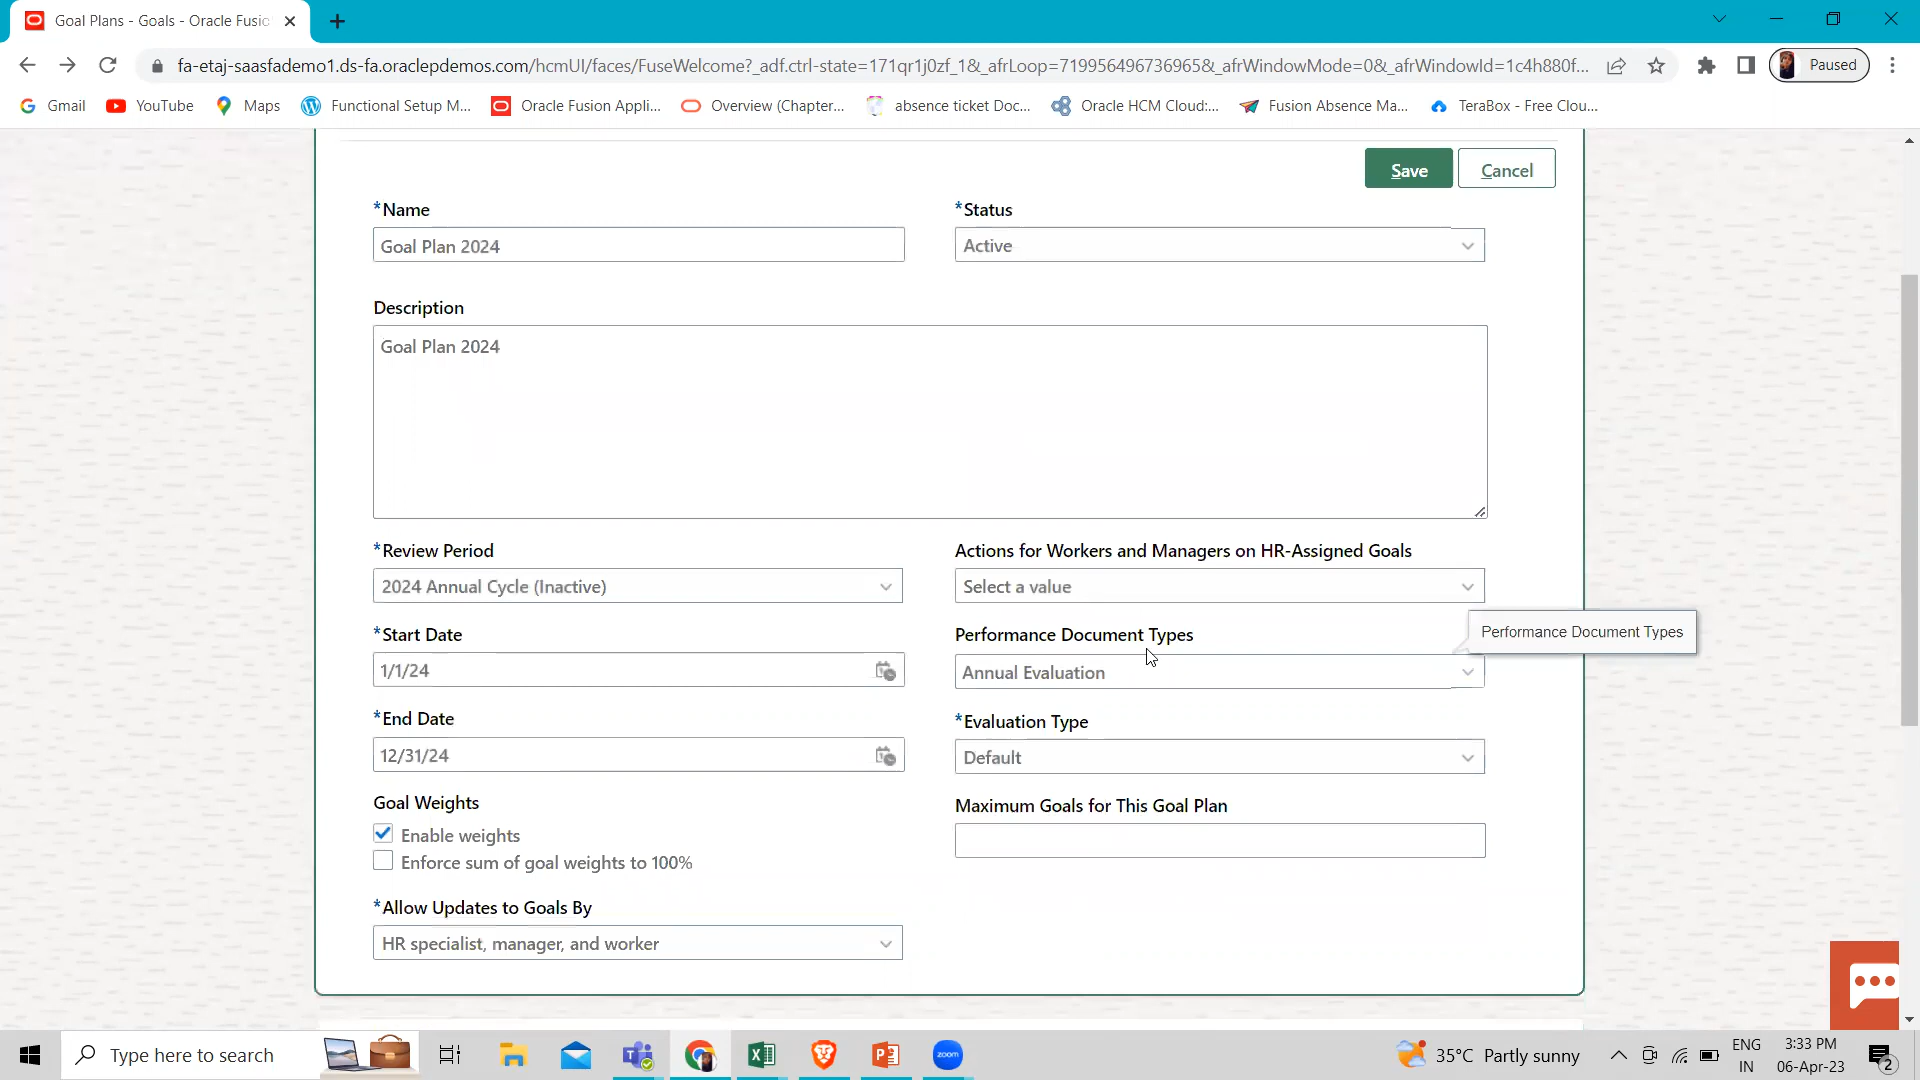 Goal Plans - Goals - Oracle Fusio
fa-etaj-saasfademo1.ds-fa.oraclepdemos.com/hcmUI/faces/FuseWelcome?_adf.ctrl-state=171qr1j0zf_1&_afrLoop=719956496736965&_afrWindowMode=0&_afrWindowId=1c4h880f...
Paused
Gmail
YouTube
Maps
Functional Setup M...
Oracle Fusion Appli...
Overview (Chapter...
absence ticket Doc...
Oracle HCM Cloud:...
Fusion Absence Ma...
TeraBox - Free Clou...
Save
Cancel
*Name
Goal Plan 2024
*Status
Active
Description
Goal Plan 2024
*Review Period
2024 Annual Cycle (Inactive)
Actions for Workers and Managers on HR-Assigned Goals
Select a value
*Start Date
1/1/24
Performance Document Types
Annual Evaluation
Performance Document Types
*End Date
12/31/24
*Evaluation Type
Default
Goal Weights
Enable weights
Enforce sum of goal weights to 100%
Maximum Goals for This Goal Plan
*Allow Updates to Goals By
HR specialist, manager, and worker
Type here to search
zoom
35°C Partly sunny
ENG
IN
3:33 PM
06-Apr-23
2